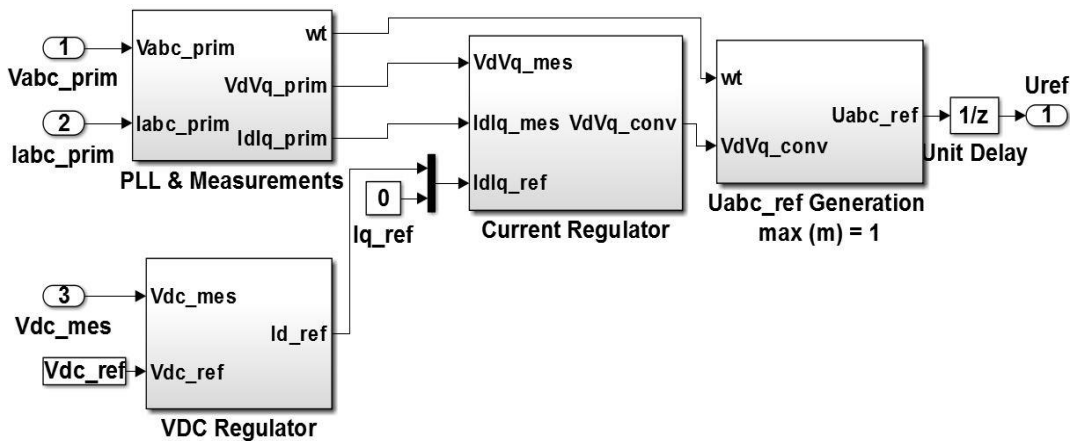 1
Vabc_prim
2
Iabc_prim
Vabc_prim
Iabc_prim
wt
VdVq_prim
IdIq_prim
PLL & Measurements
0
Iq_ref
VdVq_mes
IdIq_mes
IdIq_ref
VdVq_conv
Current Regulator
wt
VdVq_conv
Uabc_ref
Uabc_ref Generation
max (m) = 1
1/z
Unit Delay
Uref
1
3
Vdc_mes
Vdc_ref
Vdc_mes
Vdc_ref
Id_ref
VDC Regulator